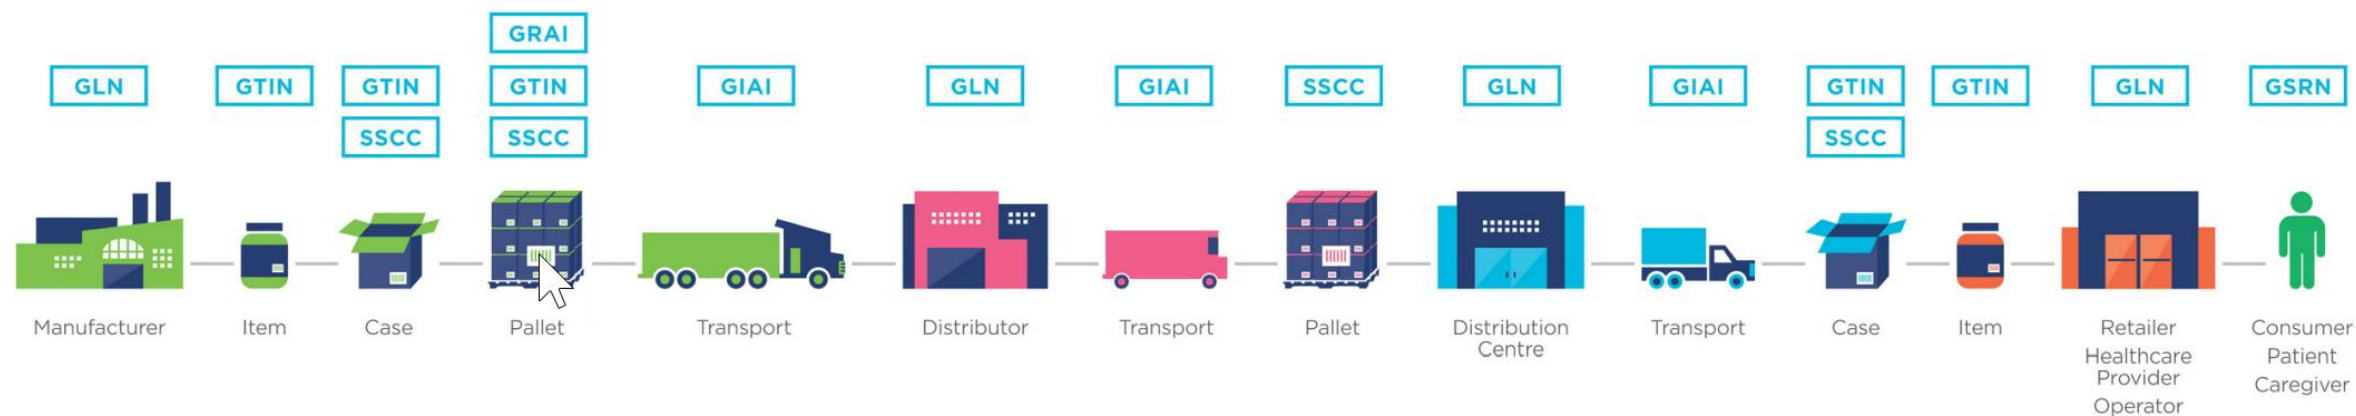 GRAI
GLN GTIN GTIN GTIN GIAI GLN GIAI SSCC GLN GIAI GTIN GTIN GLN GSRN
SSCC SSCC SSCC
Manufacturer Item Case Pallet Transport Distributor Transport Pallet Distribution Transport Case Item Retailer Consumer
Centre
Healthcare Patient
Provider
Caregiver
Operator